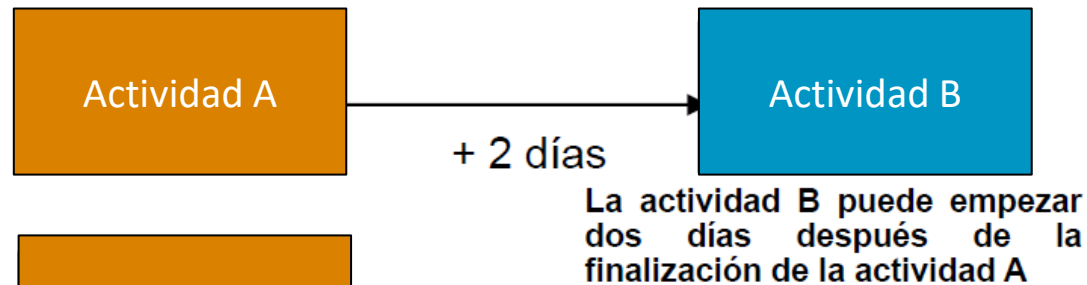 Actividad A
Actividad B
+ 2 días
La actividad B puede empezar
dos días después de la
finalización de la actividad A